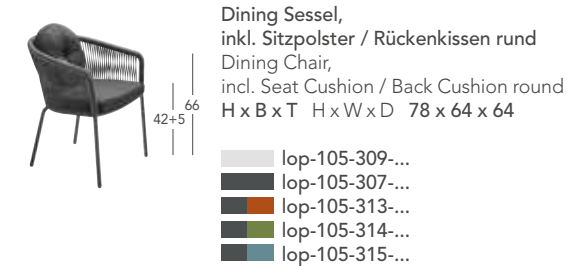 Dining Sessel,
inkl. Sitzpolster / Rückenkissen rund
Dining Chair,
incl. Seat Cushion / Back Cushion round
H x B x T H x W x D 78 x 64 x 64
66
42+5
lop-105-309-...
lop-105-307-...
lop-105-313-...
lop-105-314-...
lop-105-315-...